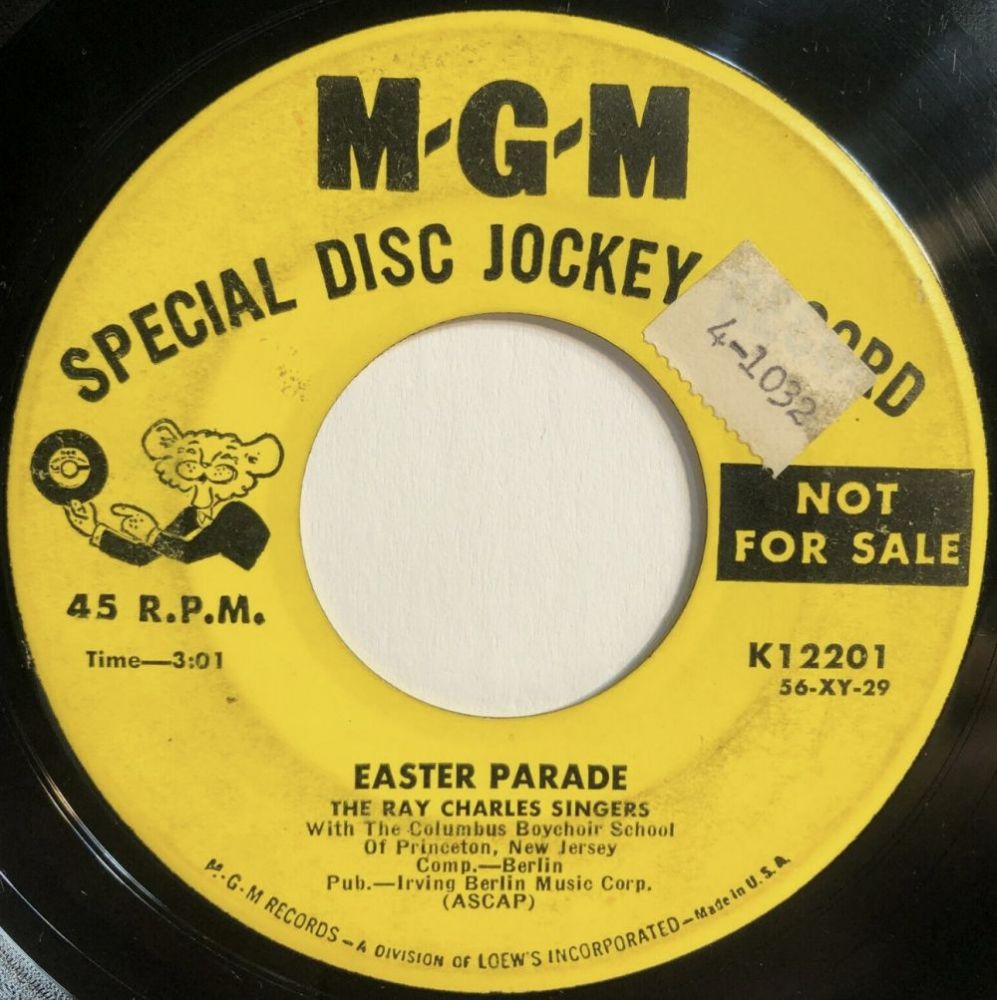 M-G-M
SPECIAL DISC JOCKEY ORD
4-1032
NOT
FOR SALE
45 R.P.M.
Time—3:01
K12201
56-XY-29
EASTER PARADE
THE RAY CHARLES SINGERS
With The Columbus Boychoir School
Of Princeton, New Jersey
Comp.—Berlin
Pub.—Irving Berlin Music Corp.
(ASCAP)
M-G-M RECORDS – A DIVISION OF LOEW'S INCORPORATED – Made in U.S.A.